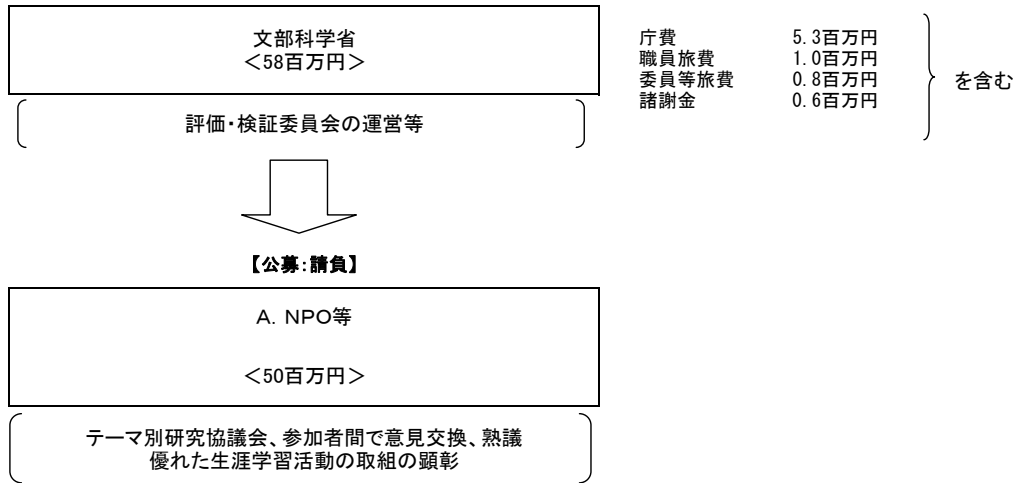 文部科学省
＜58百万円＞
庁費 5.3百万円
職員旅費 1.0百万円
委員等旅費 0.8百万円
諸謝金 0.6百万円
を含む
評価・検証委員会の運営等
【公募：請負】
A. NPO等
＜50百万円＞
テーマ別研究協議会、参加者間で意見交換、熟議
優れた生涯学習活動の取組の顕彰